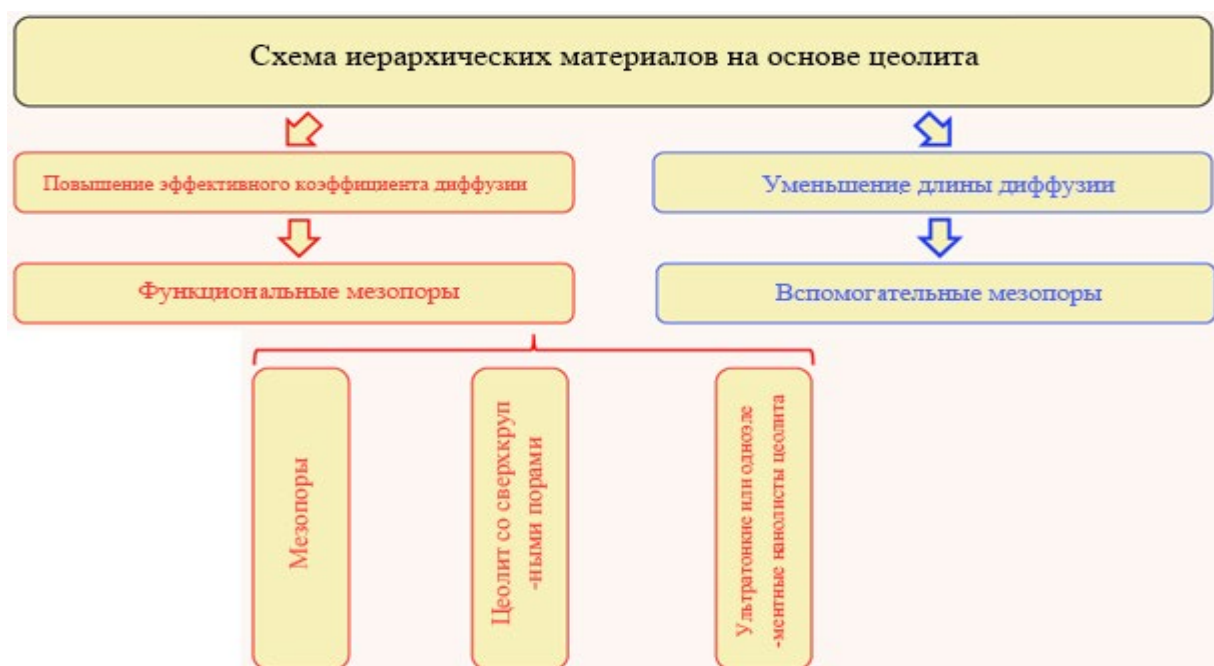 Схема иерархических материалов на основе цеолита
Повышение эффективного коэффициента диффузии
Уменьшение длины диффузии
Функциональные мезопоры
Вспомогательные мезопоры
Мезопоры
Цеолит со сверхкруп
-ными порами
Ультратонкие или одноэле
-ментные нанолисты цеолита